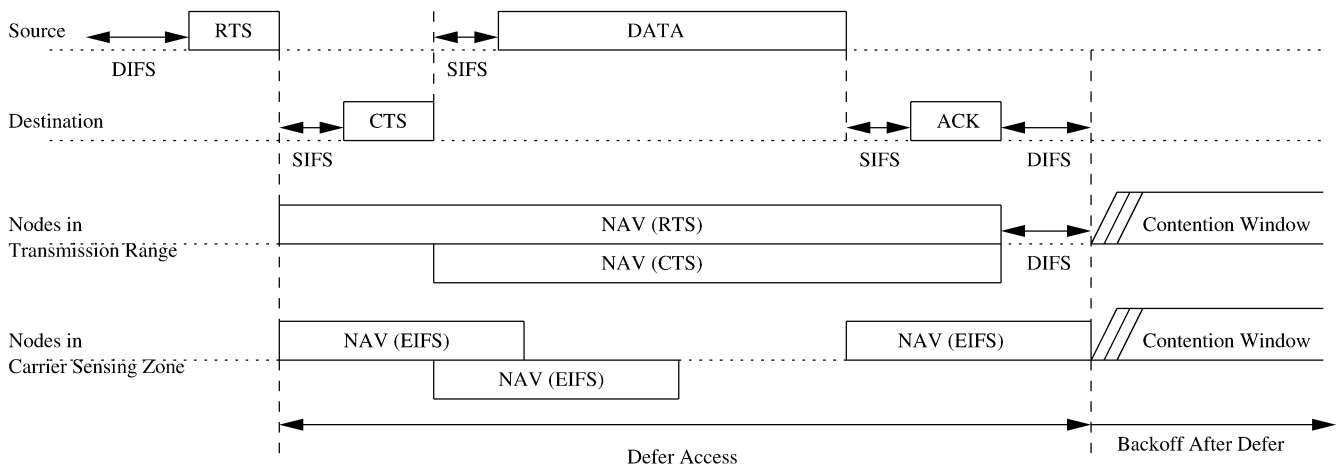 Source
RTS
DATA
DIFS
SIFS
Destination
CTS
ACK
SIFS
SIFS
DIFS
Nodes in
Transmission Range
NAV (RTS)
Contention Window
NAV (CTS)
DIFS
Nodes in
Carrier Sensing Zone
NAV (EIFS)
NAV (EIFS)
Contention Window
NAV (EIFS)
Defer Access
Backoff After Defer